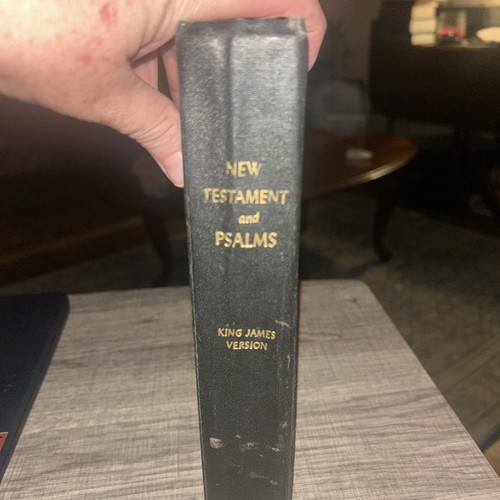 NEW
TESTAMENT
and
PSALMS
KING JAMES
VERSION